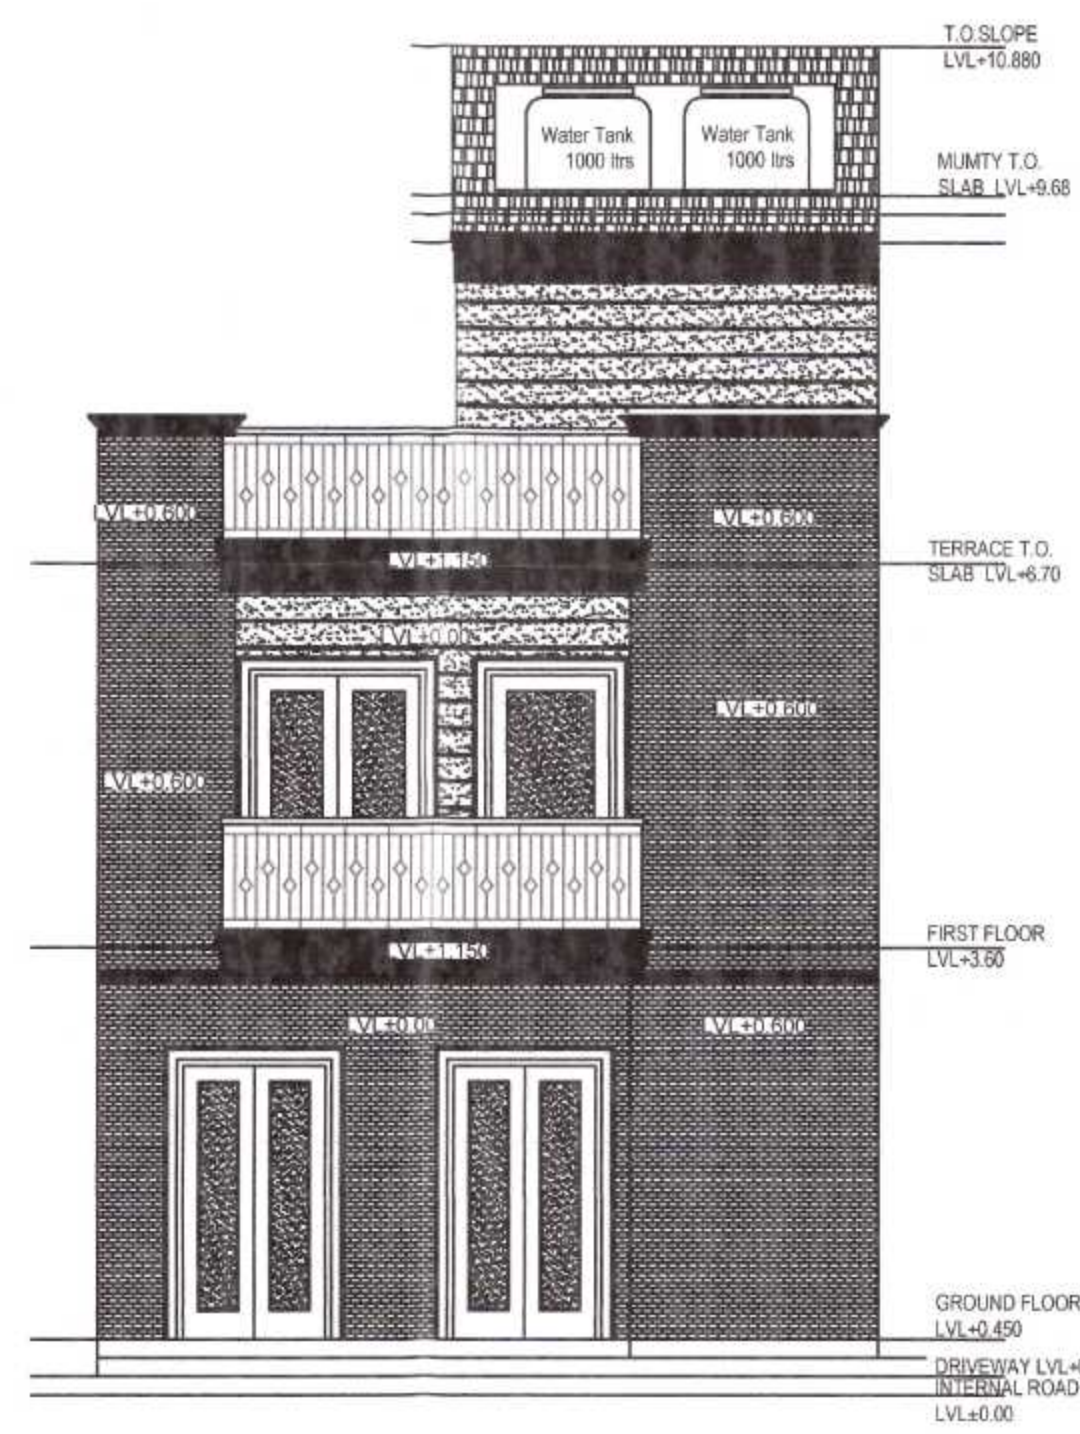 T.O.SLOPE
LVL+10.880
Water Tank
1000 ltrs
Water Tank
1000 ltrs
MUMTY T.O.
SLAB LVL+9.68
LVL+0.600
LVL+0.600
LVL+1.150
TERRACE T.O.
SLAB LVL+6.70
LVL+0.00
LVL+0.600
LVL+0.600
FIRST FLOOR
LVL+3.60
LVL+1.150
LVL+0.00
LVL+0.600
GROUND FLOOR
LVL+0.450
DRIVEWAY LVL+
INTERNAL ROAD
LVL±0.00